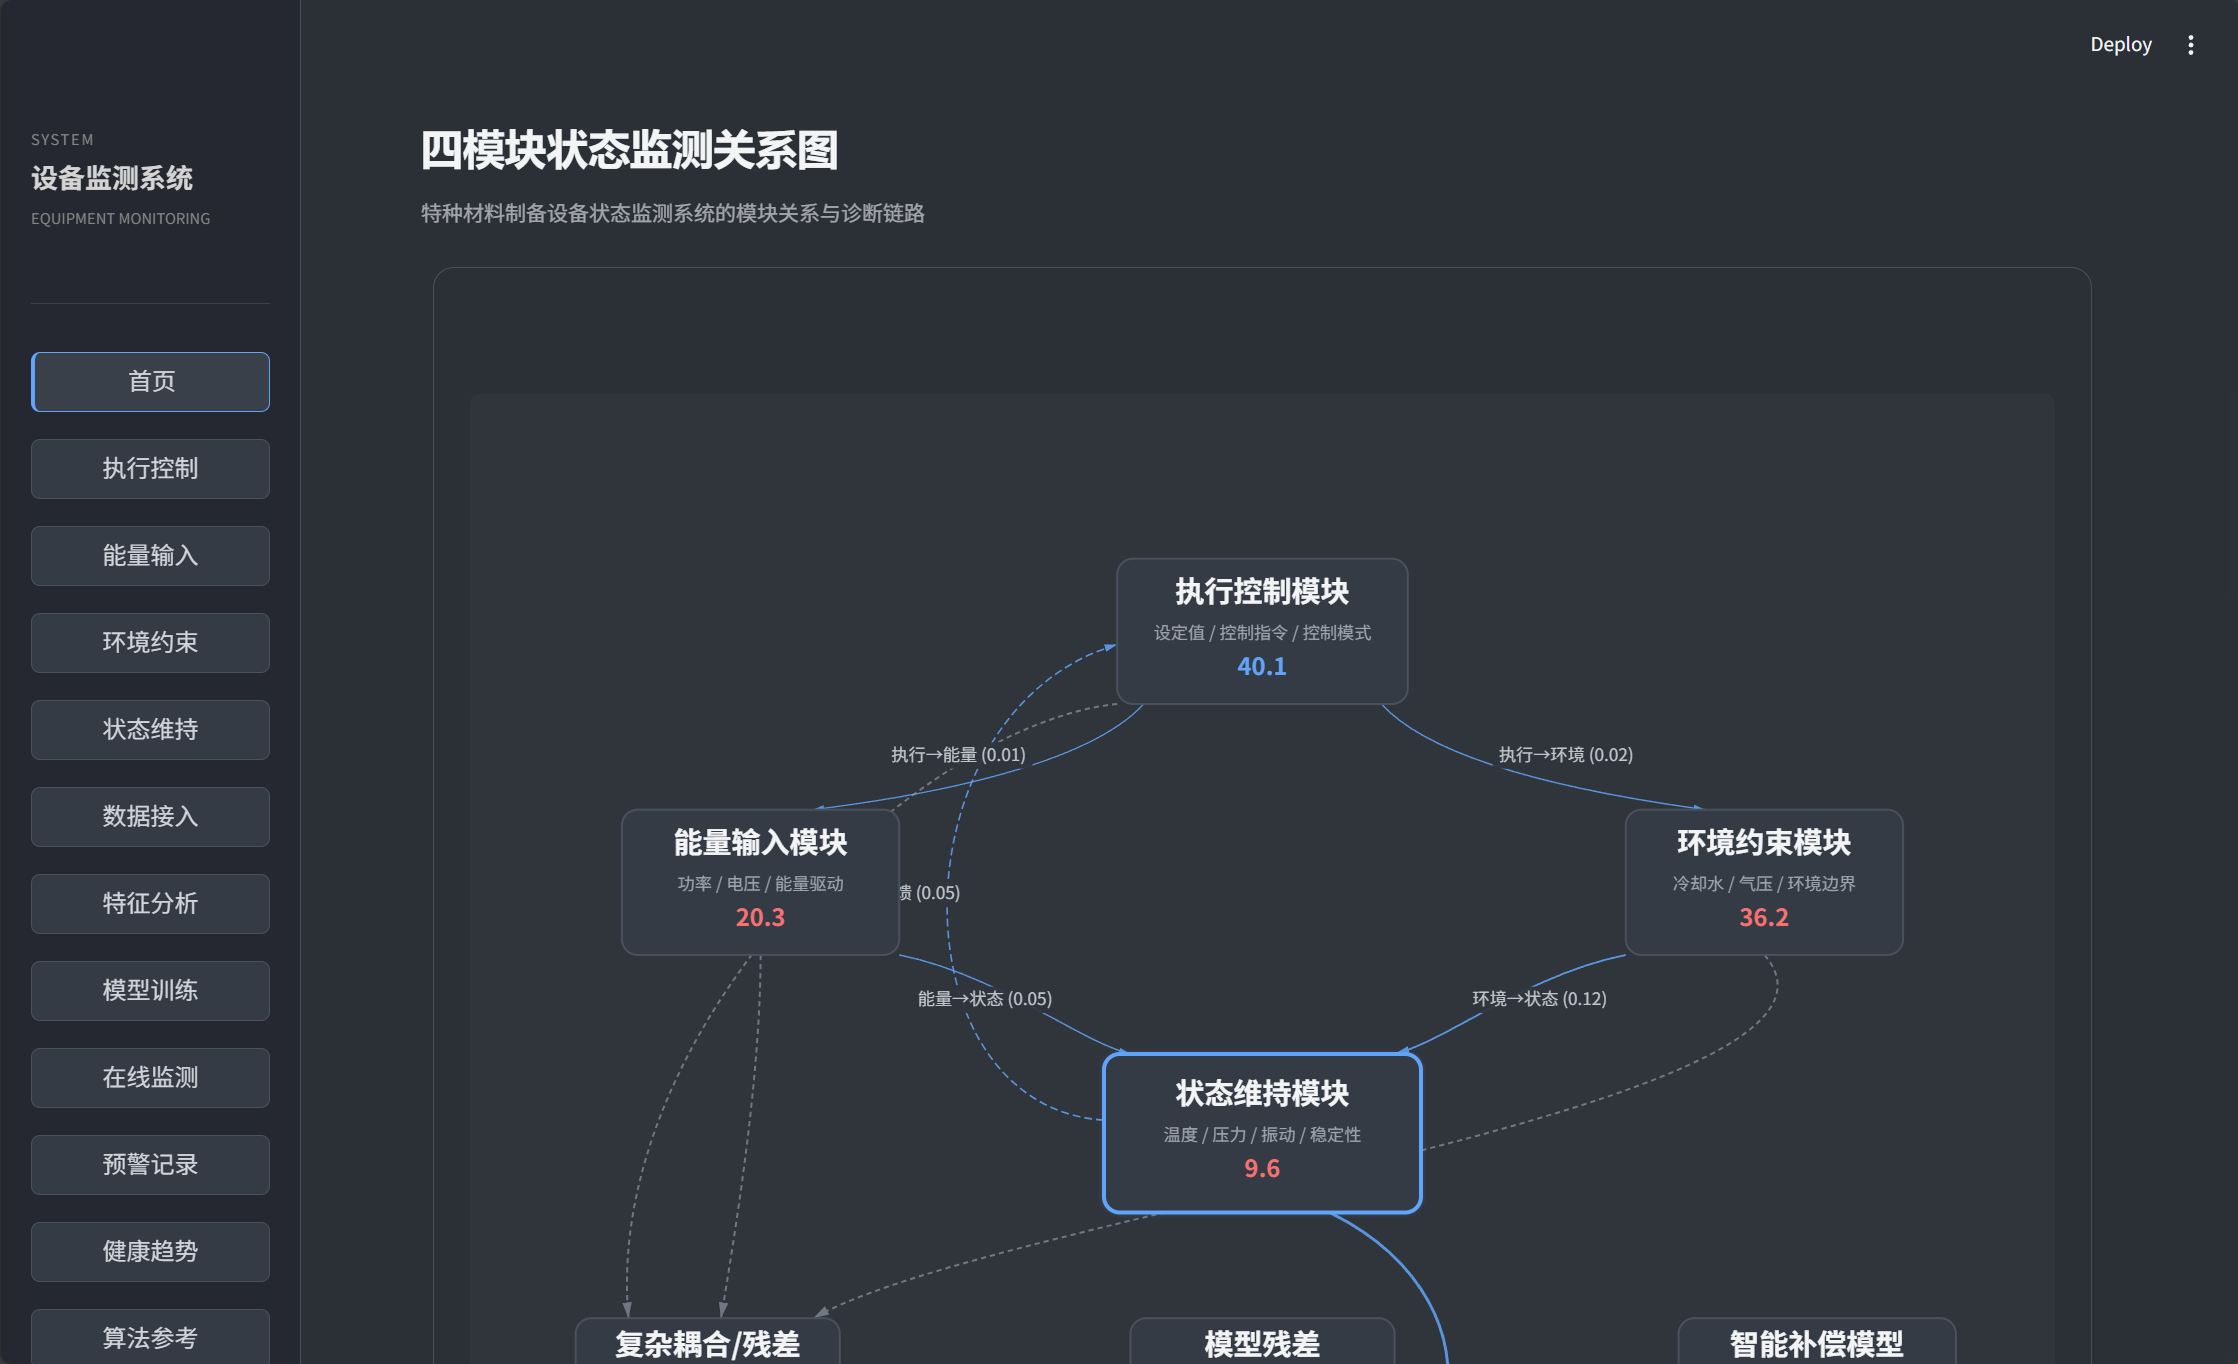 Deploy
SYSTEM
设备监测系统
EQUIPMENT MONITORING
首页
执行控制
能量输入
环境约束
状态维持
数据接入
特征分析
模型训练
在线监测
预警记录
健康趋势
算法参考
四模块状态监测关系图
特种材料制备设备状态监测系统的模块关系与诊断链路
执行控制模块
设定值 / 控制指令 / 控制模式
40.1
执行→能量 (0.01)
执行→环境 (0.02)
能量输入模块
功率 / 电压 / 能量驱动
20.3
馈 (0.05)
环境约束模块
冷却水 / 气压 / 环境边界
36.2
能量→状态 (0.05)
环境→状态 (0.12)
状态维持模块
温度 / 压力 / 振动 / 稳定性
9.6
复杂耦合/残差
模型残差
智能补偿模型